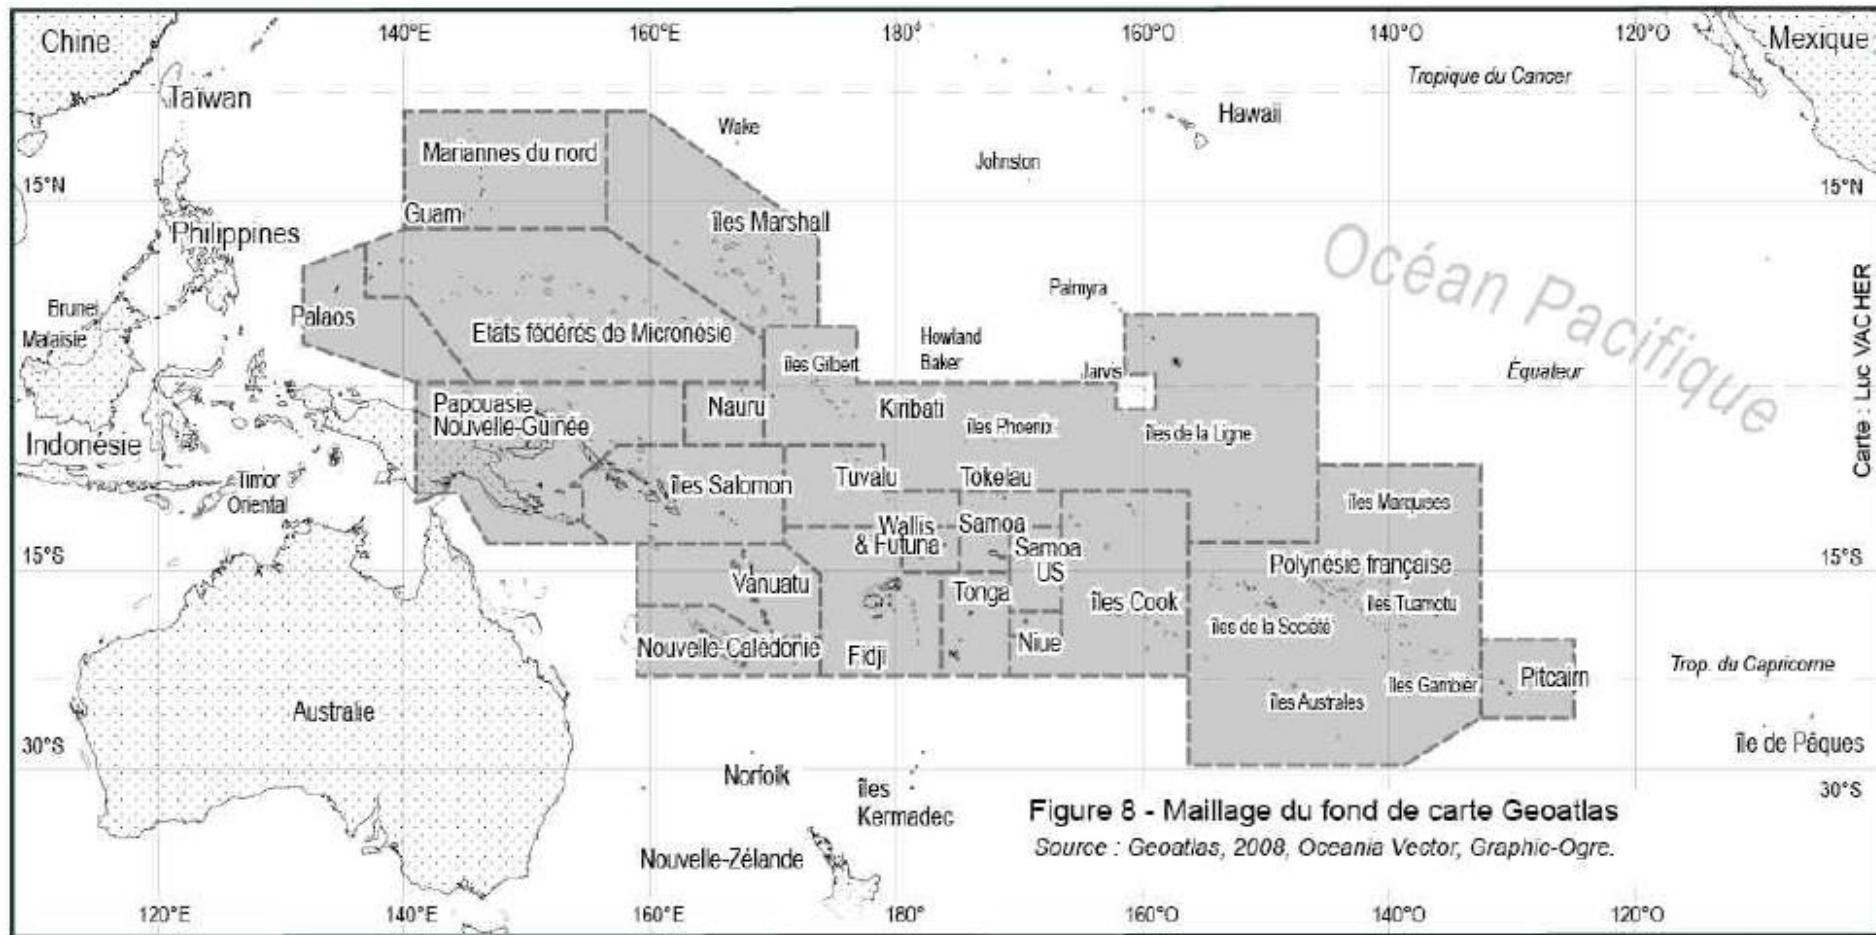 140°E
160°E
180°
160°O
140°O
120°O
Chine
Mexique
Tropique du Cancer
Taïwan
Hawaii
Wake
Mariannes du nord
Johnston
15°N
15°N
Guam
îles Marshall
Philippines
Océan Pacifique
Carte : Luc VACHER
Palmyra
Brunei
Palaos
Malaisie
Etats fédérés de Micronésie
Howland
Baker
îles Gilbert
Jarvis
Équateur
Papouasie
Nouvelle-Guinée
Nauru
Kiribati
îles Phoenix
îles de la Ligne
Indonésie
Timor
Oriental
îles Salomon
Tuvalu
Tokelau
îles Marquises
Wallis
& Futuna
Samoa
Samoa
US
15°S
15°S
Vanuatu
Tonga
îles Cook
Polynésie française
îles Tuamotu
îles de la Société
Nouvelle-Calédonie
Fidji
Niue
îles Gambier
Pitcairn
Trop. du Capricorne
îles Australes
Australie
30°S
île de Pâques
30°S
Norfolk
îles
Kermadec
Nouvelle-Zélande
Figure 8 - Maillage du fond de carte Geoatlas
Source : Geoatlas, 2008, Oceania Vector, Graphic-Ogre.
120°E
140°E
160°E
180°
160°O
140°O
120°O